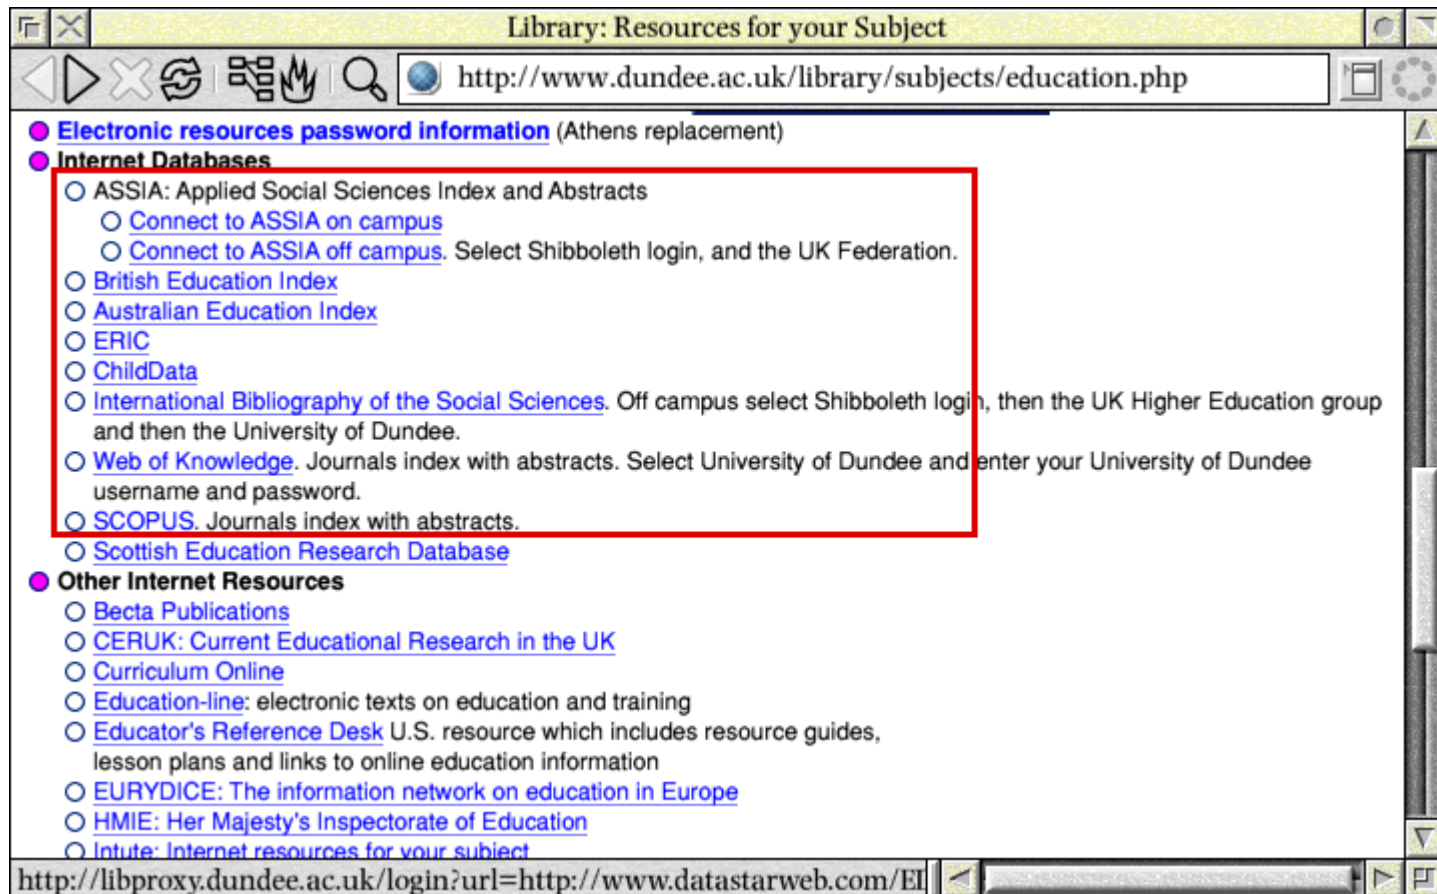 Library: Resources for your Subject
http://www.dundee.ac.uk/library/subjects/education.php
Electronic resources password information (Athens replacement)
Internet Databases
ASSIA: Applied Social Sciences Index and Abstracts
Connect to ASSIA on campus
Connect to ASSIA off campus. Select Shibboleth login, and the UK Federation.
British Education Index
Australian Education Index
ERIC
ChildData
International Bibliography of the Social Sciences. Off campus select Shibboleth login, then the UK Higher Education group
and then the University of Dundee.
Web of Knowledge. Journals index with abstracts. Select University of Dundee and enter your University of Dundee
username and password.
SCOPUS. Journals index with abstracts.
Scottish Education Research Database
Other Internet Resources
Becta Publications
CERUK: Current Educational Research in the UK
Curriculum Online
Education-line: electronic texts on education and training
Educator's Reference Desk U.S. resource which includes resource guides,
lesson plans and links to online education information
EURYDICE: The information network on education in Europe
HMIE: Her Majesty's Inspectorate of Education
Intute: Internet resources for your subject
http://libproxy.dundee.ac.uk/login?url=http://www.datastarweb.com/EI